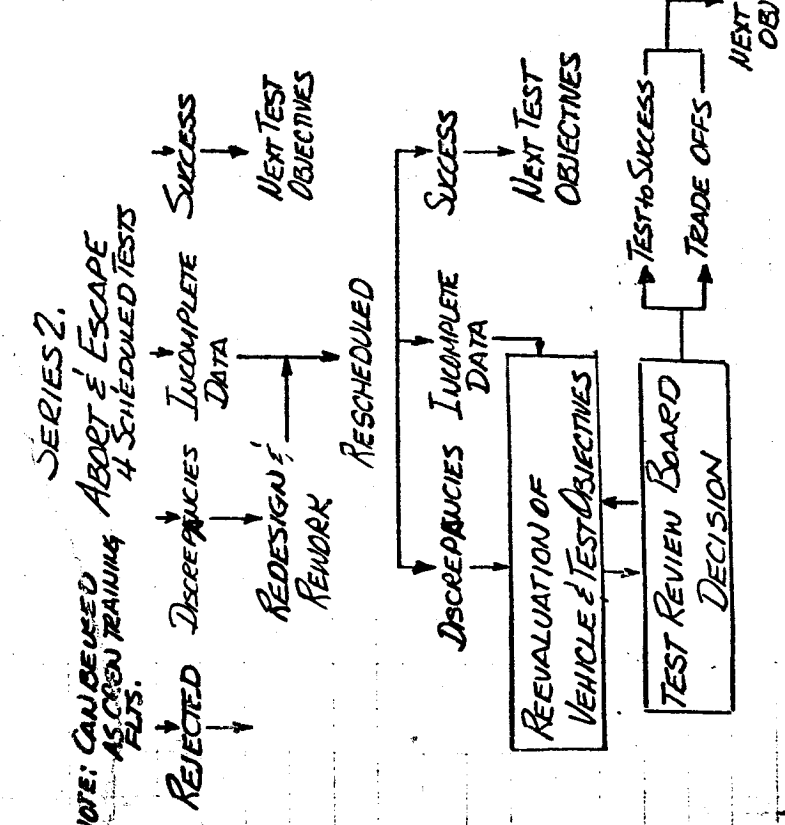 SERIES 2.
NOTE: CAN BE USED
AS OPEN TRAINING
FLTS.
ABORT & ESCAPE
4 SCHEDULED TESTS
REJECTED
DISCREPANCIES
INCOMPLETE
DATA
SUCCESS
REDESIGN &
REWORK
NEXT TEST
OBJECTIVES
RESCHEDULED
DISCREPANCIES
INCOMPLETE
DATA
SUCCESS
NEXT TEST
OBJECTIVES
REEVALUATION OF
VEHICLE & TEST OBJECTIVES
TEST REVIEW BOARD
DECISION
TEST to SUCCESS
TRADE OFFS
NEXT